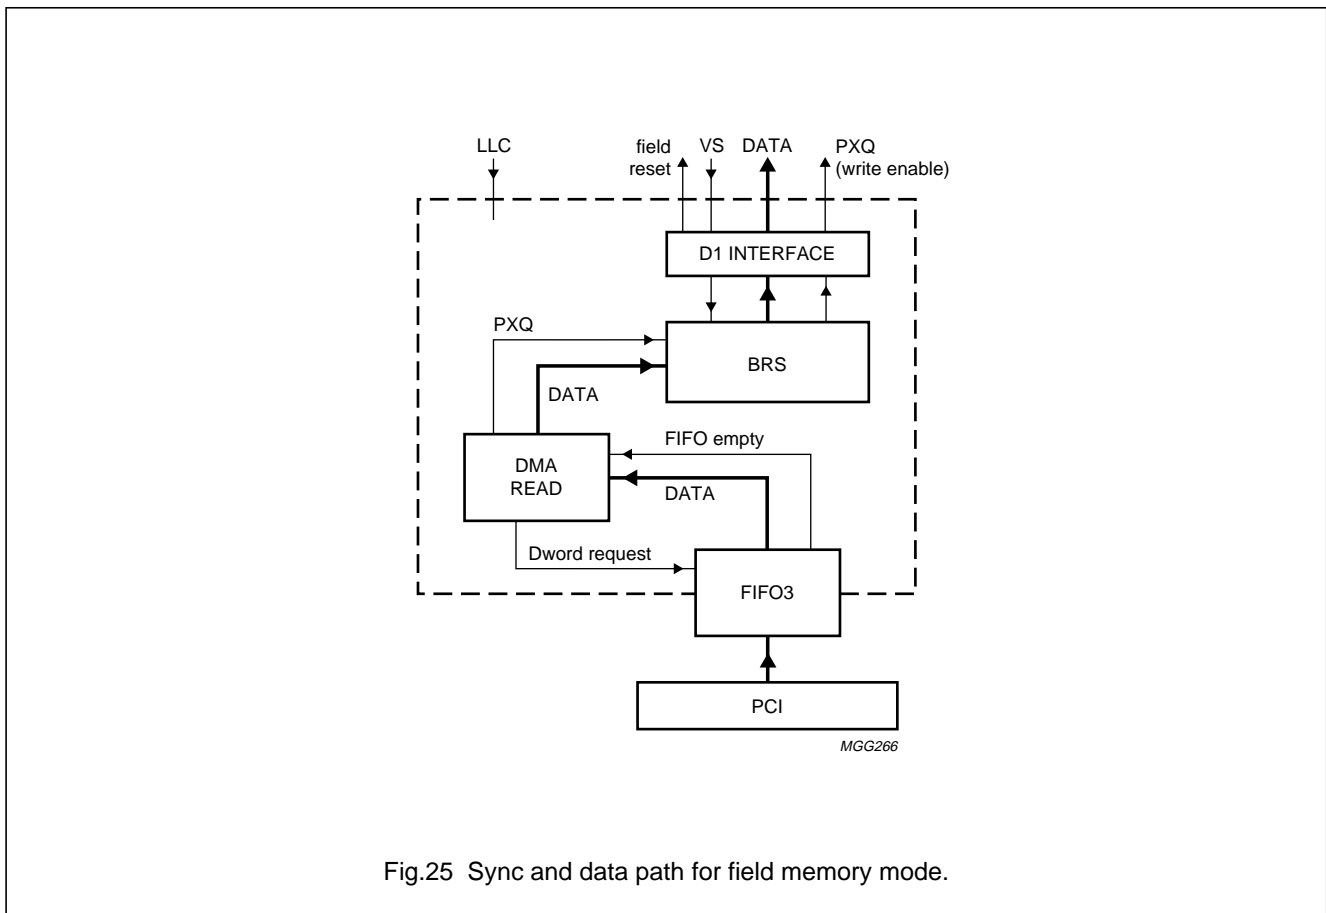 LLC
field
reset
VS
DATA
PXQ
(write enable)
D1 INTERFACE
PXQ
BRS
DATA
FIFO empty
DMA
READ
DATA
Dword request
FIFO3
PCI
MGG266
Fig.25 Sync and data path for field memory mode.